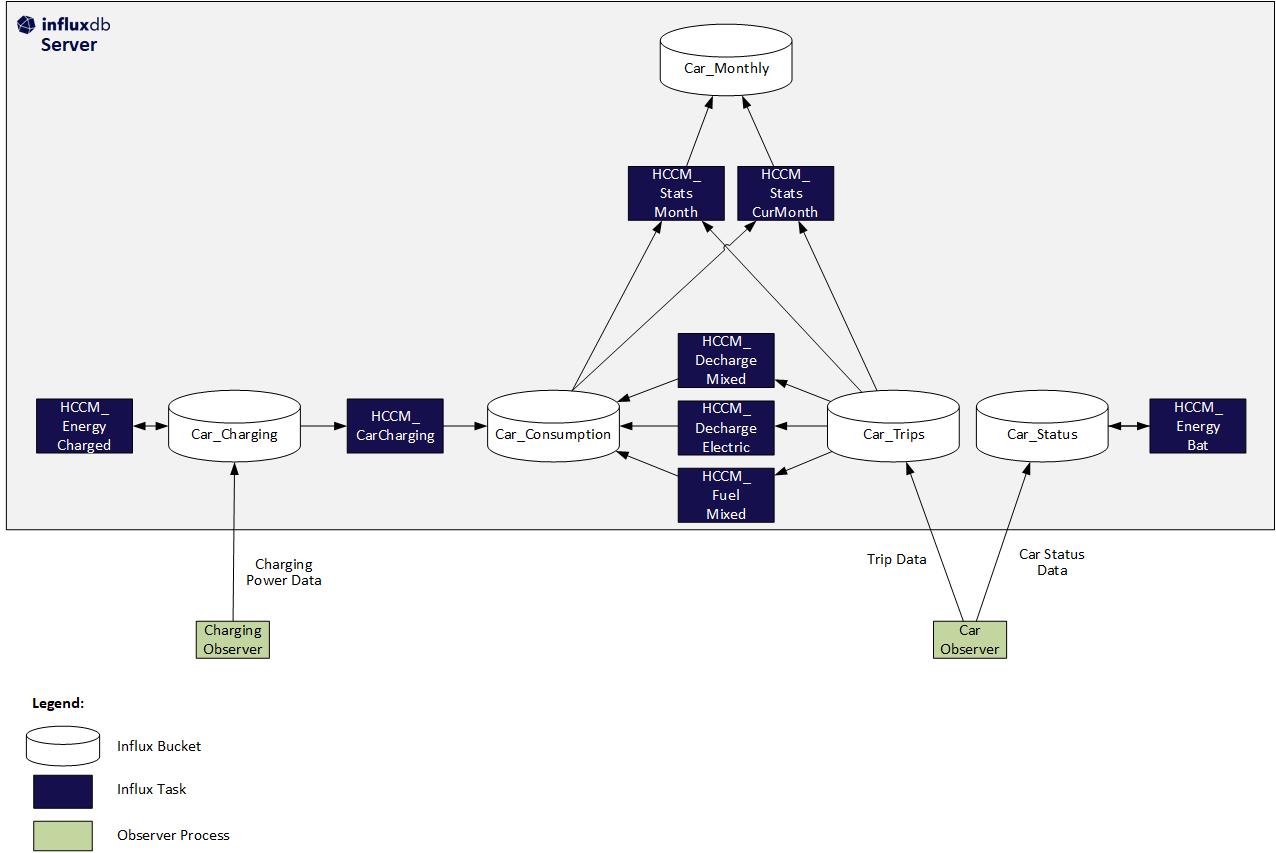 influxdb
Server
Car_Monthly
HCCM_
Stats
Month
HCCM_
Stats
CurMonth
HCCM_
Decharge
Mixed
HCCM_
Energy
Charged
Car_Charging
HCCM_
CarCharging
Car_Consumption
HCCM_
Decharge
Electric
Car_Trips
Car_Status
HCCM_
Energy
Bat
HCCM_
Fuel
Mixed
Charging
Power Data
Trip Data
Car Status
Data
Charging
Observer
Car
Observer
Legend:
Influx Bucket
Influx Task
Observer Process